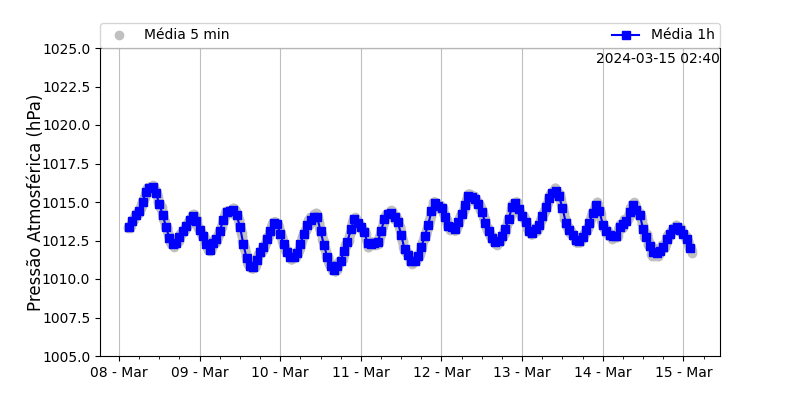 Média 5 min
Média 1h
2024-03-15 02:40
Pressão Atmosférica (hPa)
1025.0
1022.5
1020.0
1017.5
1015.0
1012.5
1010.0
1007.5
1005.0
08 - Mar
09 - Mar
10 - Mar
11 - Mar
12 - Mar
13 - Mar
14 - Mar
15 - Mar